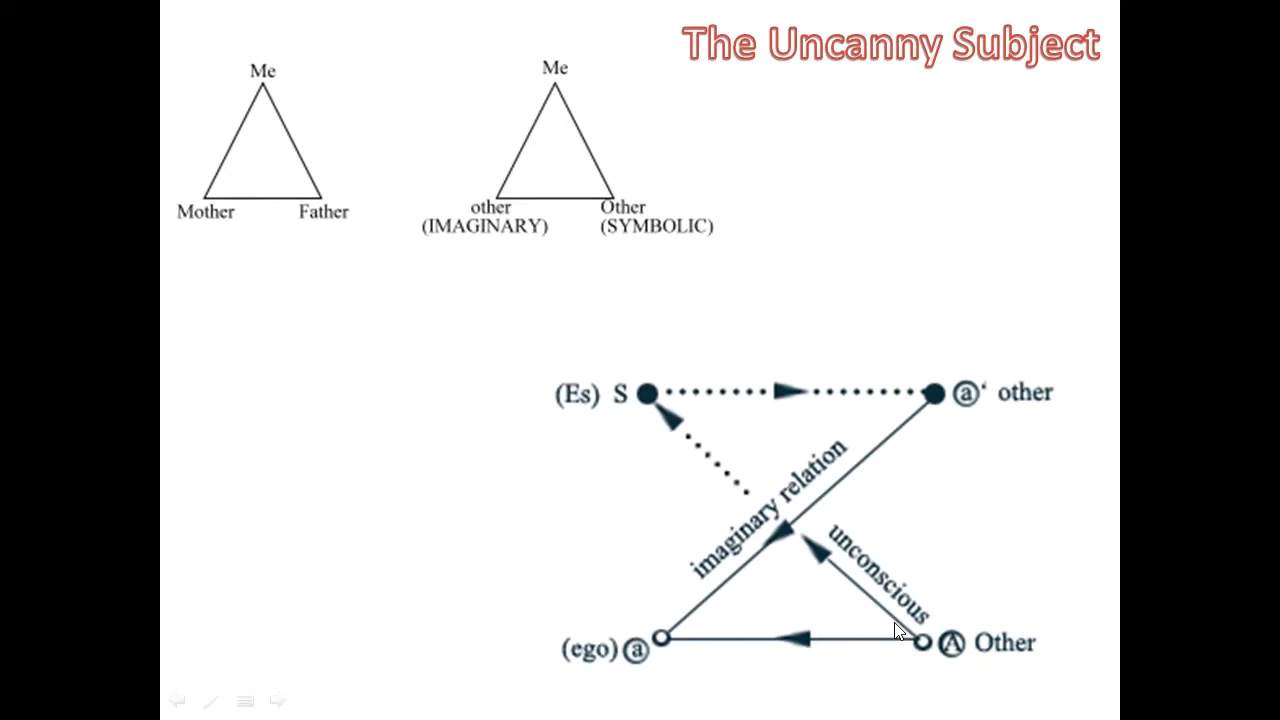 The Uncanny Subject
Me
Mother
Father
Me
other
(IMAGINARY)
Other
(SYMBOLIC)
(Es) S
a‘ other
imaginary relation
unconscious
(ego) a
A Other